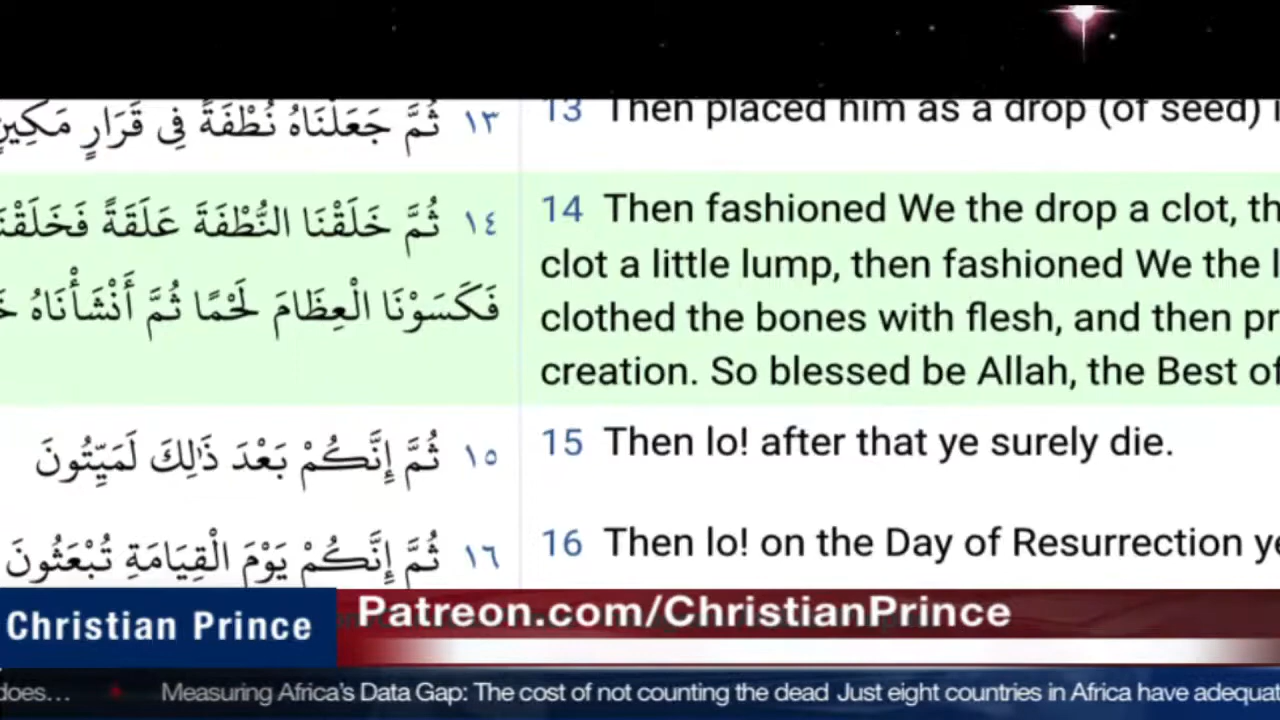 ١٣ ثُمَّ جَعَلْنَاهُ نُطْفَةً فِي قَرَارٍ مَكِينٍ
13 Then placed him as a drop (of seed)
١٤ ثُمَّ خَلَقْنَا النُّطْفَةَ عَلَقَةً
فَكَسَوْنَا الْعِظَامَ لَحْمًا ثُمَّ أَنْشَأْنَاهُ
14 Then fashioned We the drop a clot,
clot a little lump, then fashioned We the
clothed the bones with flesh, and then
creation. So blessed be Allah, the Best of
١٥ ثُمَّ إِنَّكُمْ بَعْدَ ذَٰلِكَ لَمَيِّتُونَ
15 Then lo! after that ye surely die.
١٦ ثُمَّ إِنَّكُمْ يَوْمَ الْقِيَامَةِ تُبْعَثُونَ
16 Then lo! on the Day of Resurrection
Christian Prince
Patreon.com/ChristianPrince
does... Measuring Africa's Data Gap: The cost of not counting the dead Just eight countries in Africa have